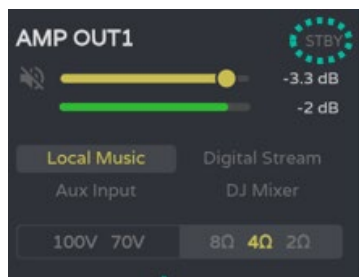 AMP OUT1 STBY
-3.3 dB
-2 dB
Local Music Digital Stream
Aux Input DJ Mixer
100V 70V 8Ω 4Ω 2Ω